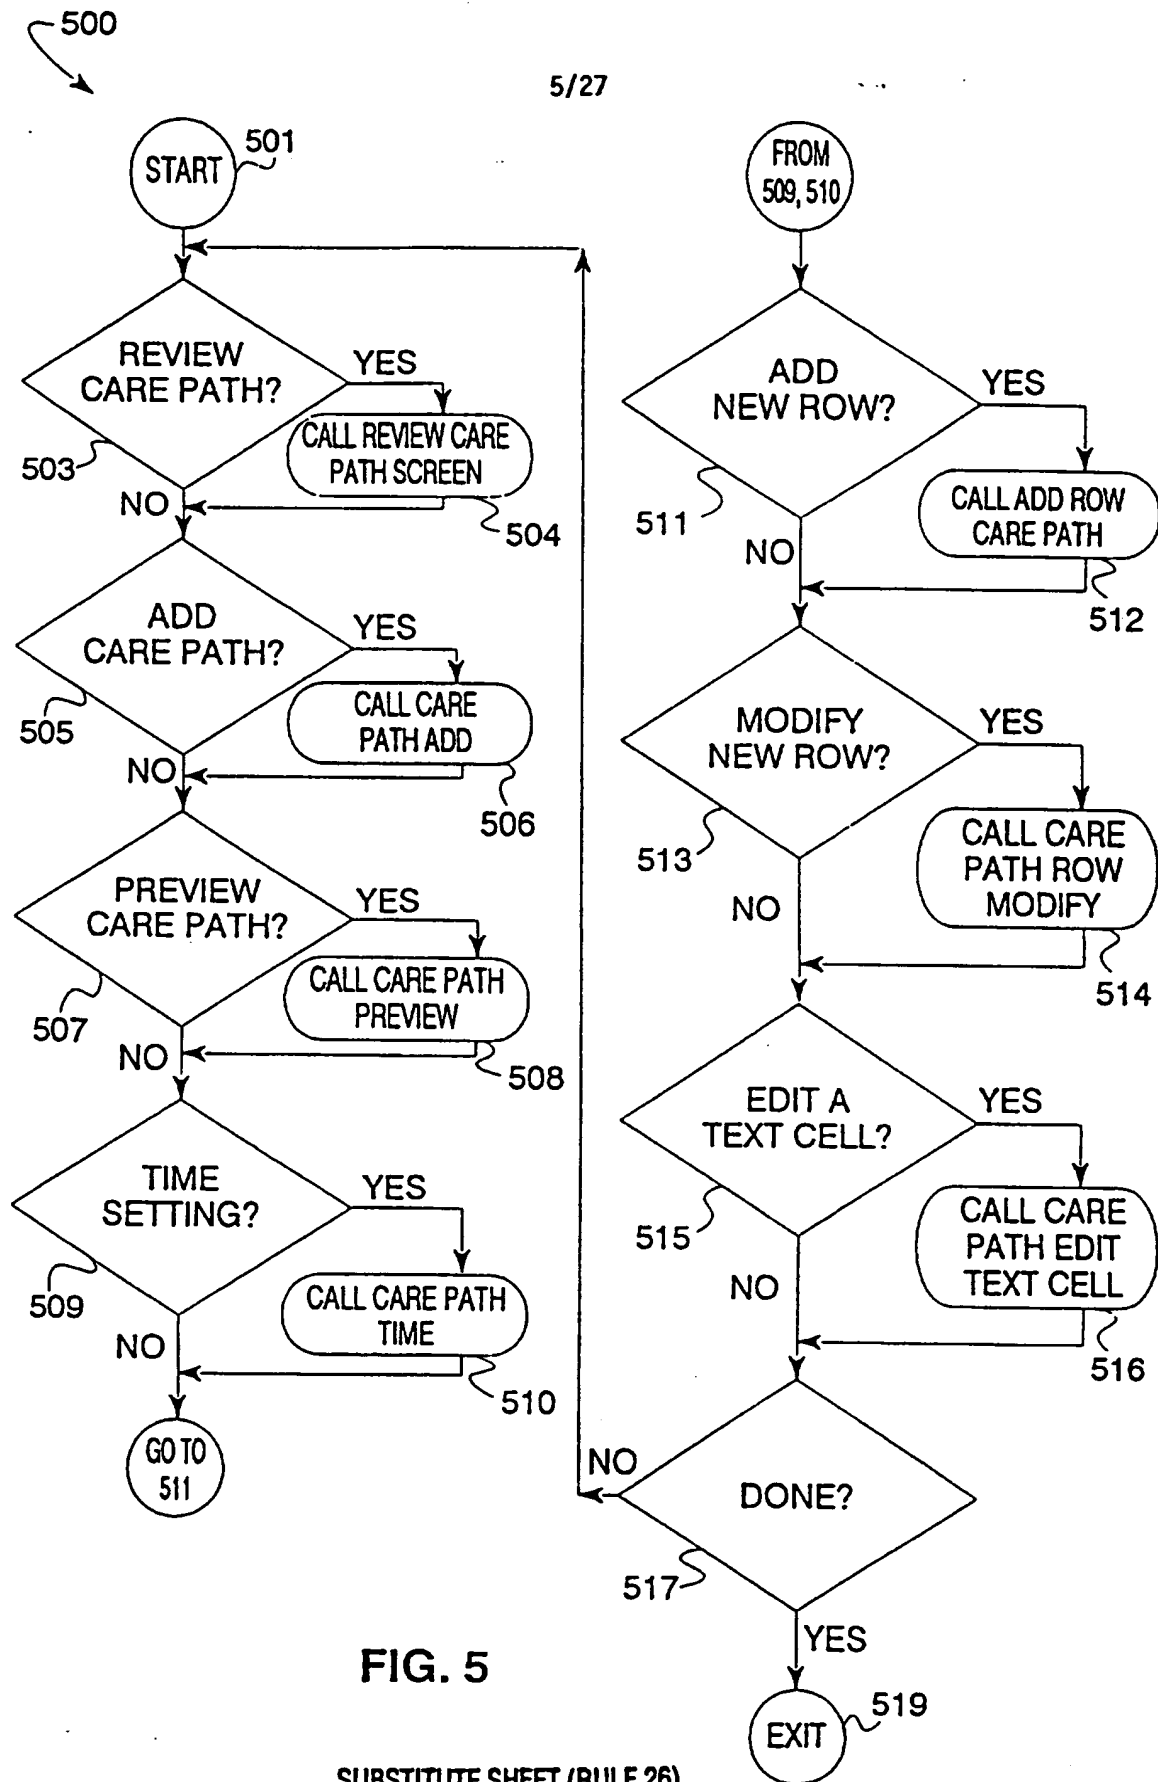 500
5/27
START
501
REVIEW
CARE PATH?
YES
503
CALL REVIEW CARE
PATH SCREEN
NO
504
ADD
CARE PATH?
YES
505
CALL CARE
PATH ADD
NO
506
PREVIEW
CARE PATH?
YES
507
CALL CARE PATH
PREVIEW
NO
508
TIME
SETTING?
YES
509
CALL CARE PATH
TIME
NO
510
GO TO
511
FROM
509, 510
ADD
NEW ROW?
YES
511
CALL ADD ROW
CARE PATH
NO
512
MODIFY
NEW ROW?
YES
513
CALL CARE
PATH ROW
MODIFY
NO
514
EDIT A
TEXT CELL?
YES
515
CALL CARE
PATH EDIT
TEXT CELL
NO
516
NO
DONE?
517
YES
EXIT
519
FIG. 5
SUBSTITUTE SHEET (RULE 26)